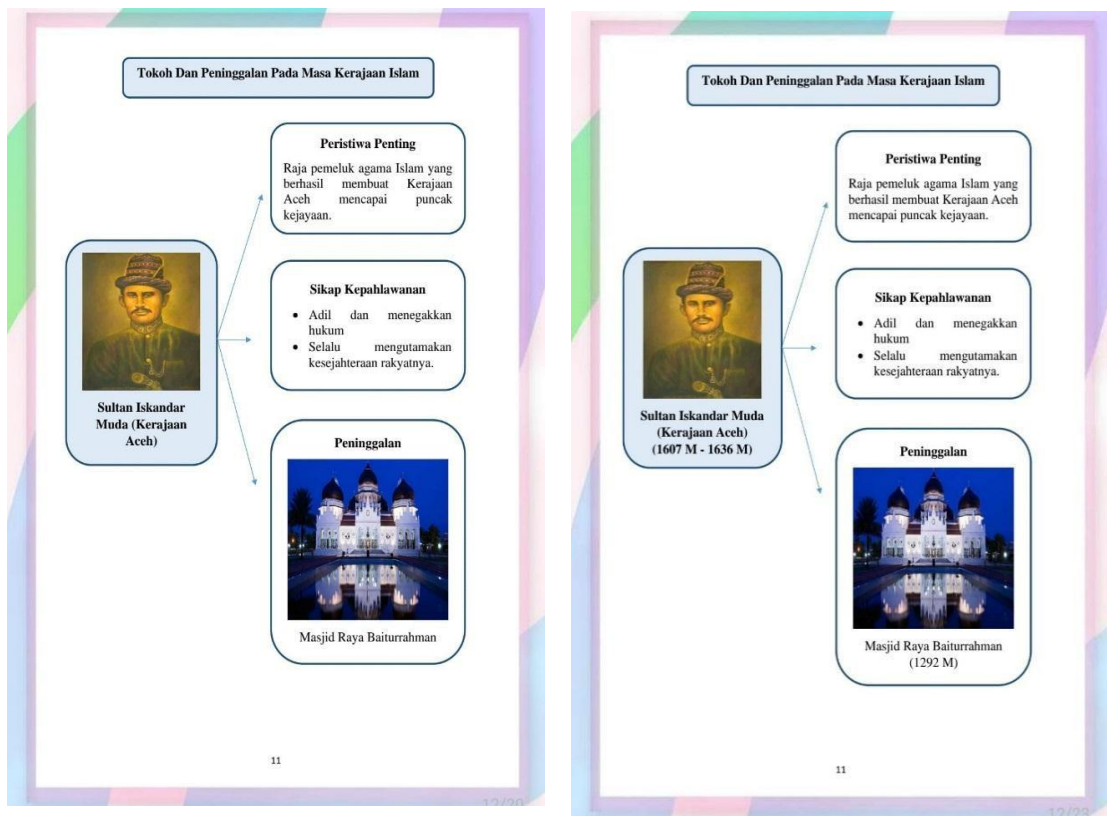 Tokoh Dan Peninggalan Pada Masa Kerajaan Islam
Peristiwa Penting
Raja pemeluk agama Islam yang
berhasil membuat Kerajaan
Aceh mencapai puncak
kejayaan.
Sikap Kepahlawanan
• Adil dan menegakkan
hukum
• Selalu mengutamakan
kesejahteraan rakyatnya.
Sultan Iskandar
Muda (Kerajaan
Aceh)
Peninggalan
Masjid Raya Baiturrahman
11
12/20
Tokoh Dan Peninggalan Pada Masa Kerajaan Islam
Peristiwa Penting
Raja pemeluk agama Islam yang
berhasil membuat Kerajaan Aceh
mencapai puncak kejayaan.
Sikap Kepahlawanan
• Adil dan menegakkan
hukum
• Selalu mengutamakan
kesejahteraan rakyatnya.
Sultan Iskandar Muda
(Kerajaan Aceh)
(1607 M - 1636 M)
Peninggalan
Masjid Raya Baiturrahman
(1292 M)
11
12/23